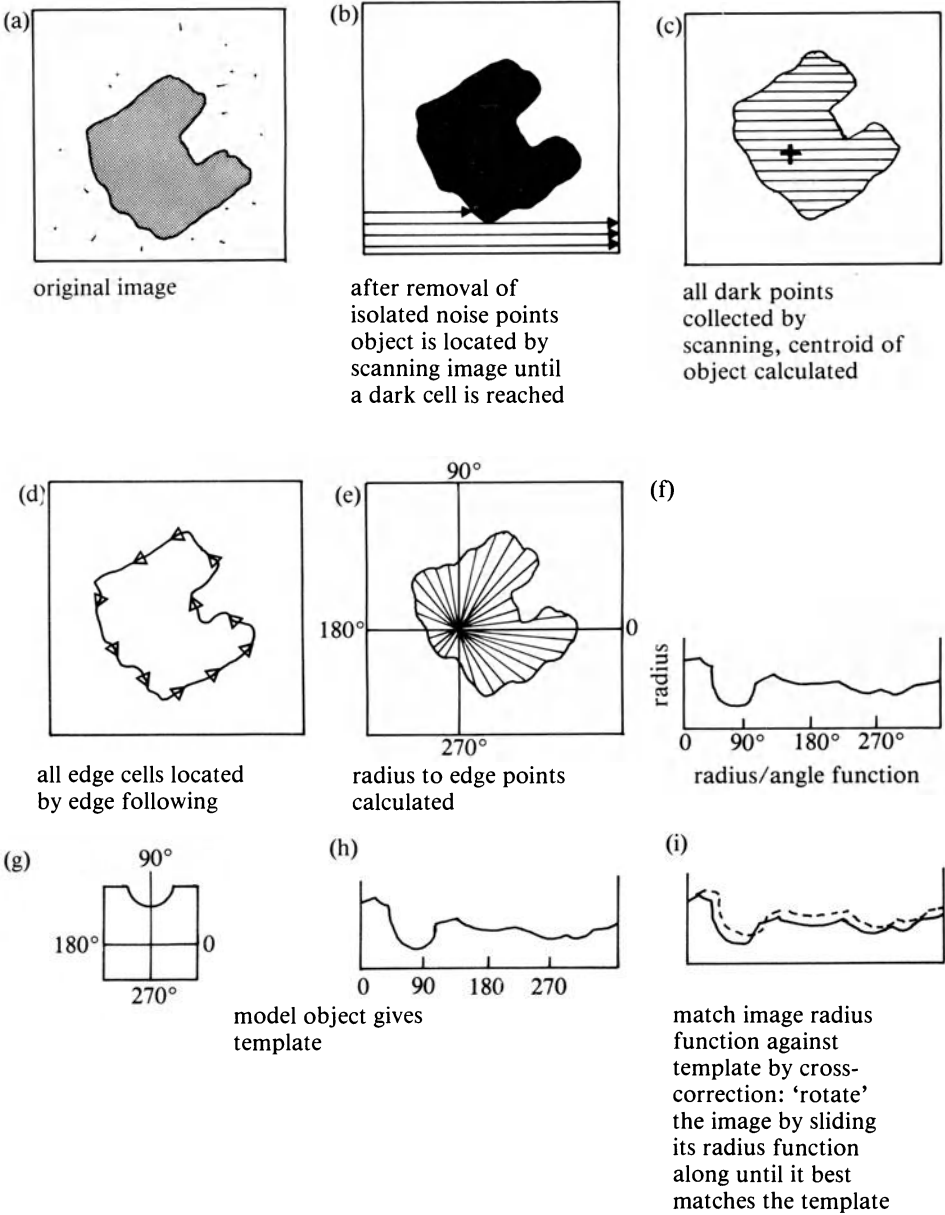 (a)
original image
(b)
after removal of
isolated noise points
object is located by
scanning image until
a dark cell is reached
(c)
all dark points
collected by
scanning, centroid of
object calculated
(d)
all edge cells located
by edge following
(e)
90°
180°
0
270°
radius to edge points
calculated
(f)
radius
0 90° 180° 270°
radius/angle function
(g)
90°
180°
0
270°
(h)
0 90 180 270
model object gives
template
(i)
match image radius
function against
template by cross-
correction: ‘rotate’
the image by sliding
its radius function
along until it best
matches the template